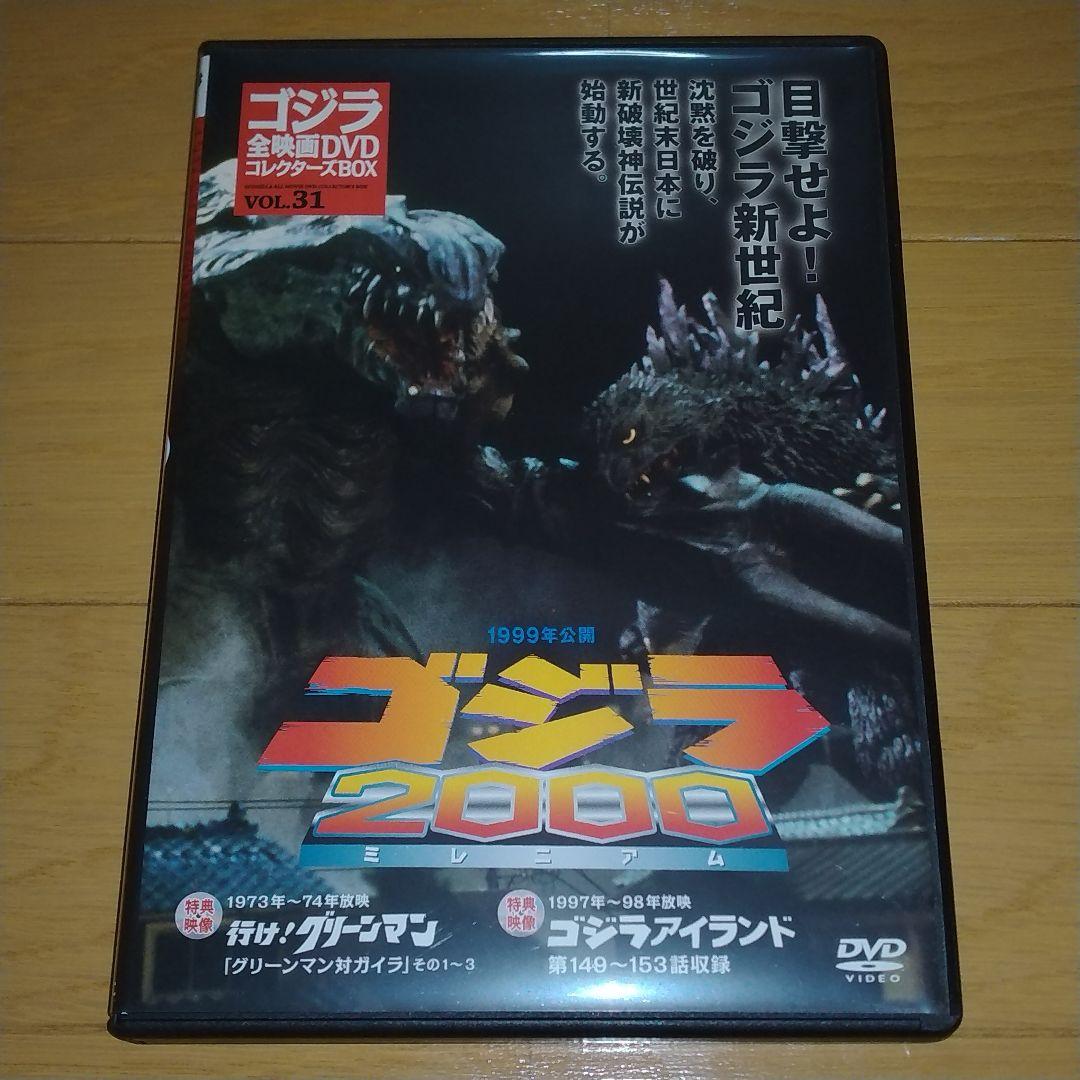 ゴジラ
全映画DVD
コレクターズBOX
GODZILLA ALL MOVIE DVD COLLECTOR'S BOX
VOL.31
目撃せよ!
ゴジラ新世紀
沈黙を破り、
世紀末日本に
新破壊神伝説が
始動する。
1999年公開
ゴジラ
2000
ミレニアム
特典映像
1973年〜74年放映
行け!グリーンマン
「グリーンマン対ガイラ」その1〜3
特典映像
1997年〜98年放映
ゴジラアイランド
第149〜153話収録
DVD
VIDEO